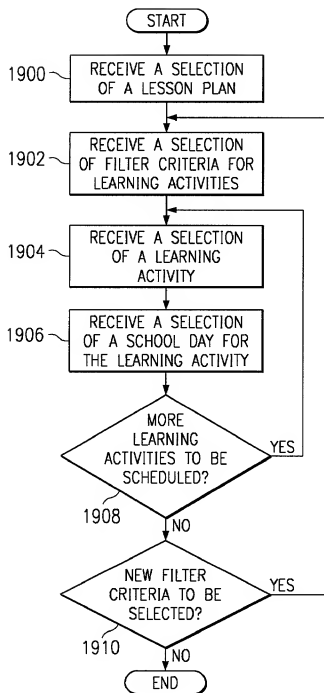 START
1900
RECEIVE A SELECTION
OF A LESSON PLAN
1902
RECEIVE A SELECTION
OF FILTER CRITERIA FOR
LEARNING ACTIVITIES
1904
RECEIVE A SELECTION
OF A LEARNING
ACTIVITY
1906
RECEIVE A SELECTION
OF A SCHOOL DAY FOR
THE LEARNING ACTIVITY
MORE
LEARNING
ACTIVITIES TO BE
SCHEDULED?
YES
1908
NO
NEW FILTER
CRITERIA TO BE
SELECTED?
YES
1910
NO
END